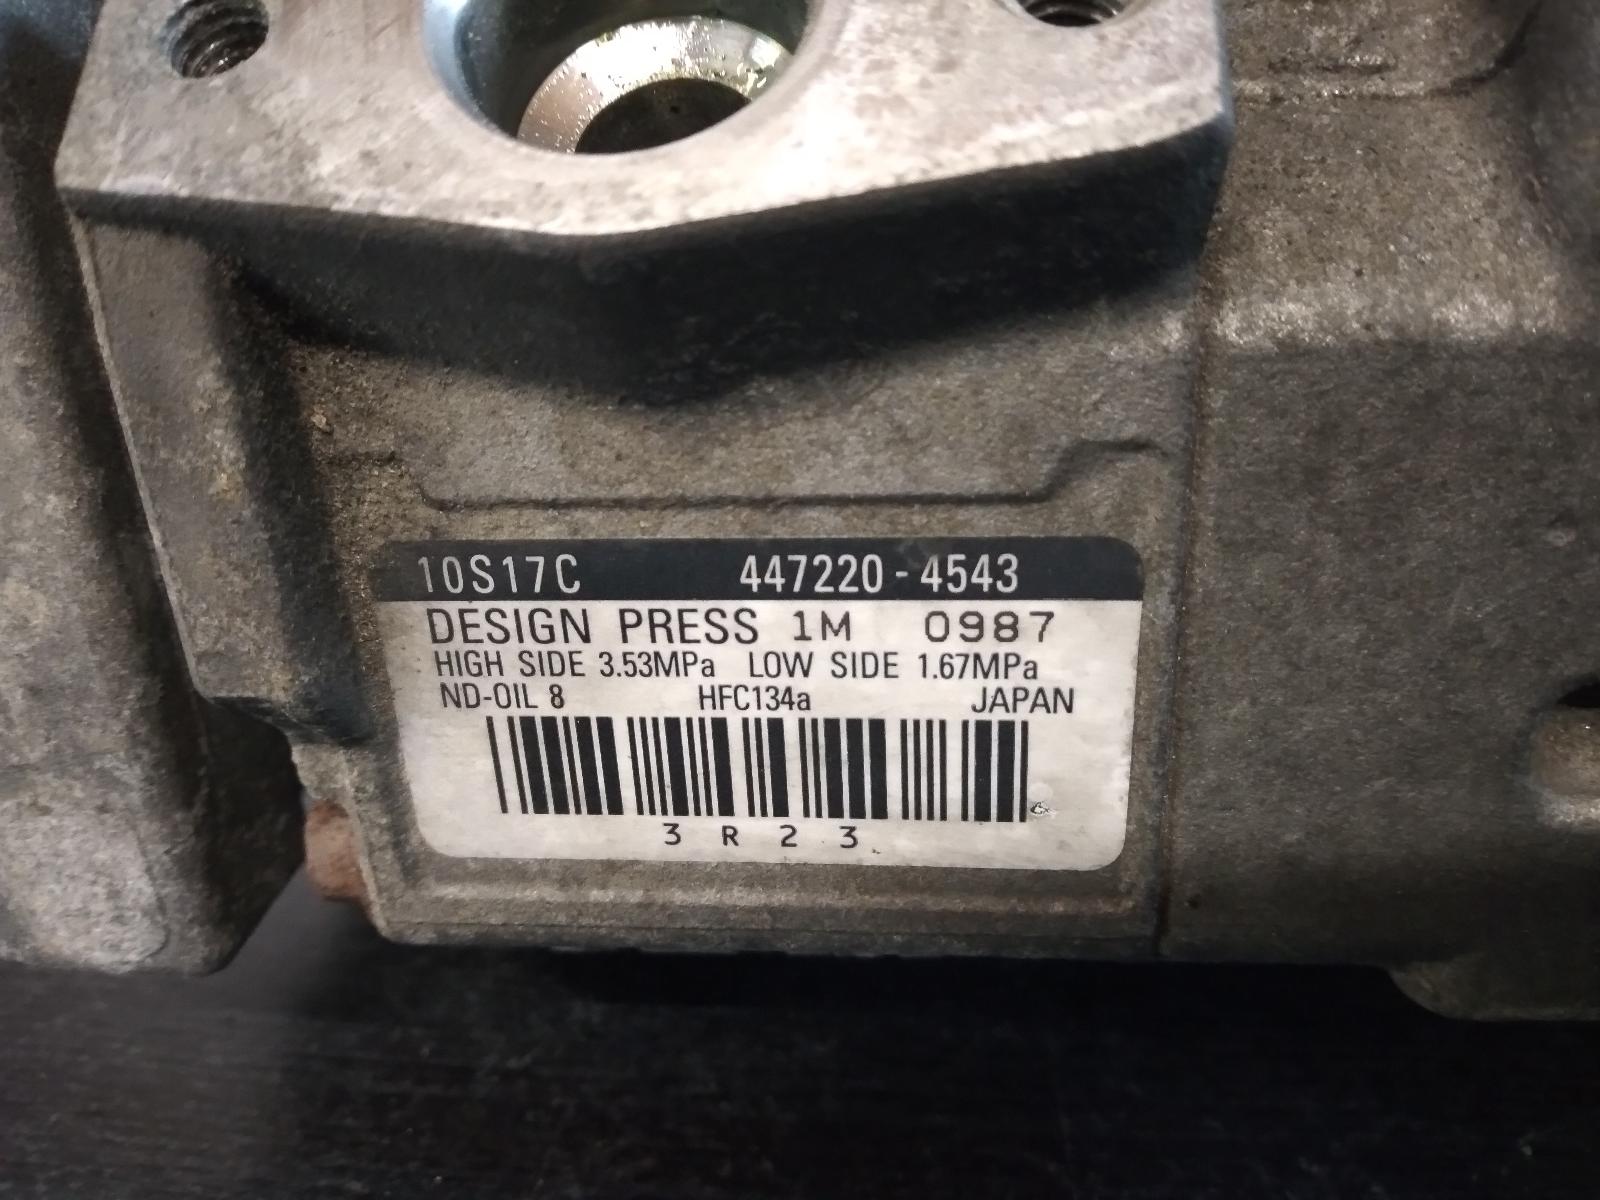 10S17C 447220-4543
DESIGN PRESS 1M 0987
HIGH SIDE 3.53MPa LOW SIDE 1.67MPa
ND-OIL 8 HFC134a JAPAN
3 R 2 3